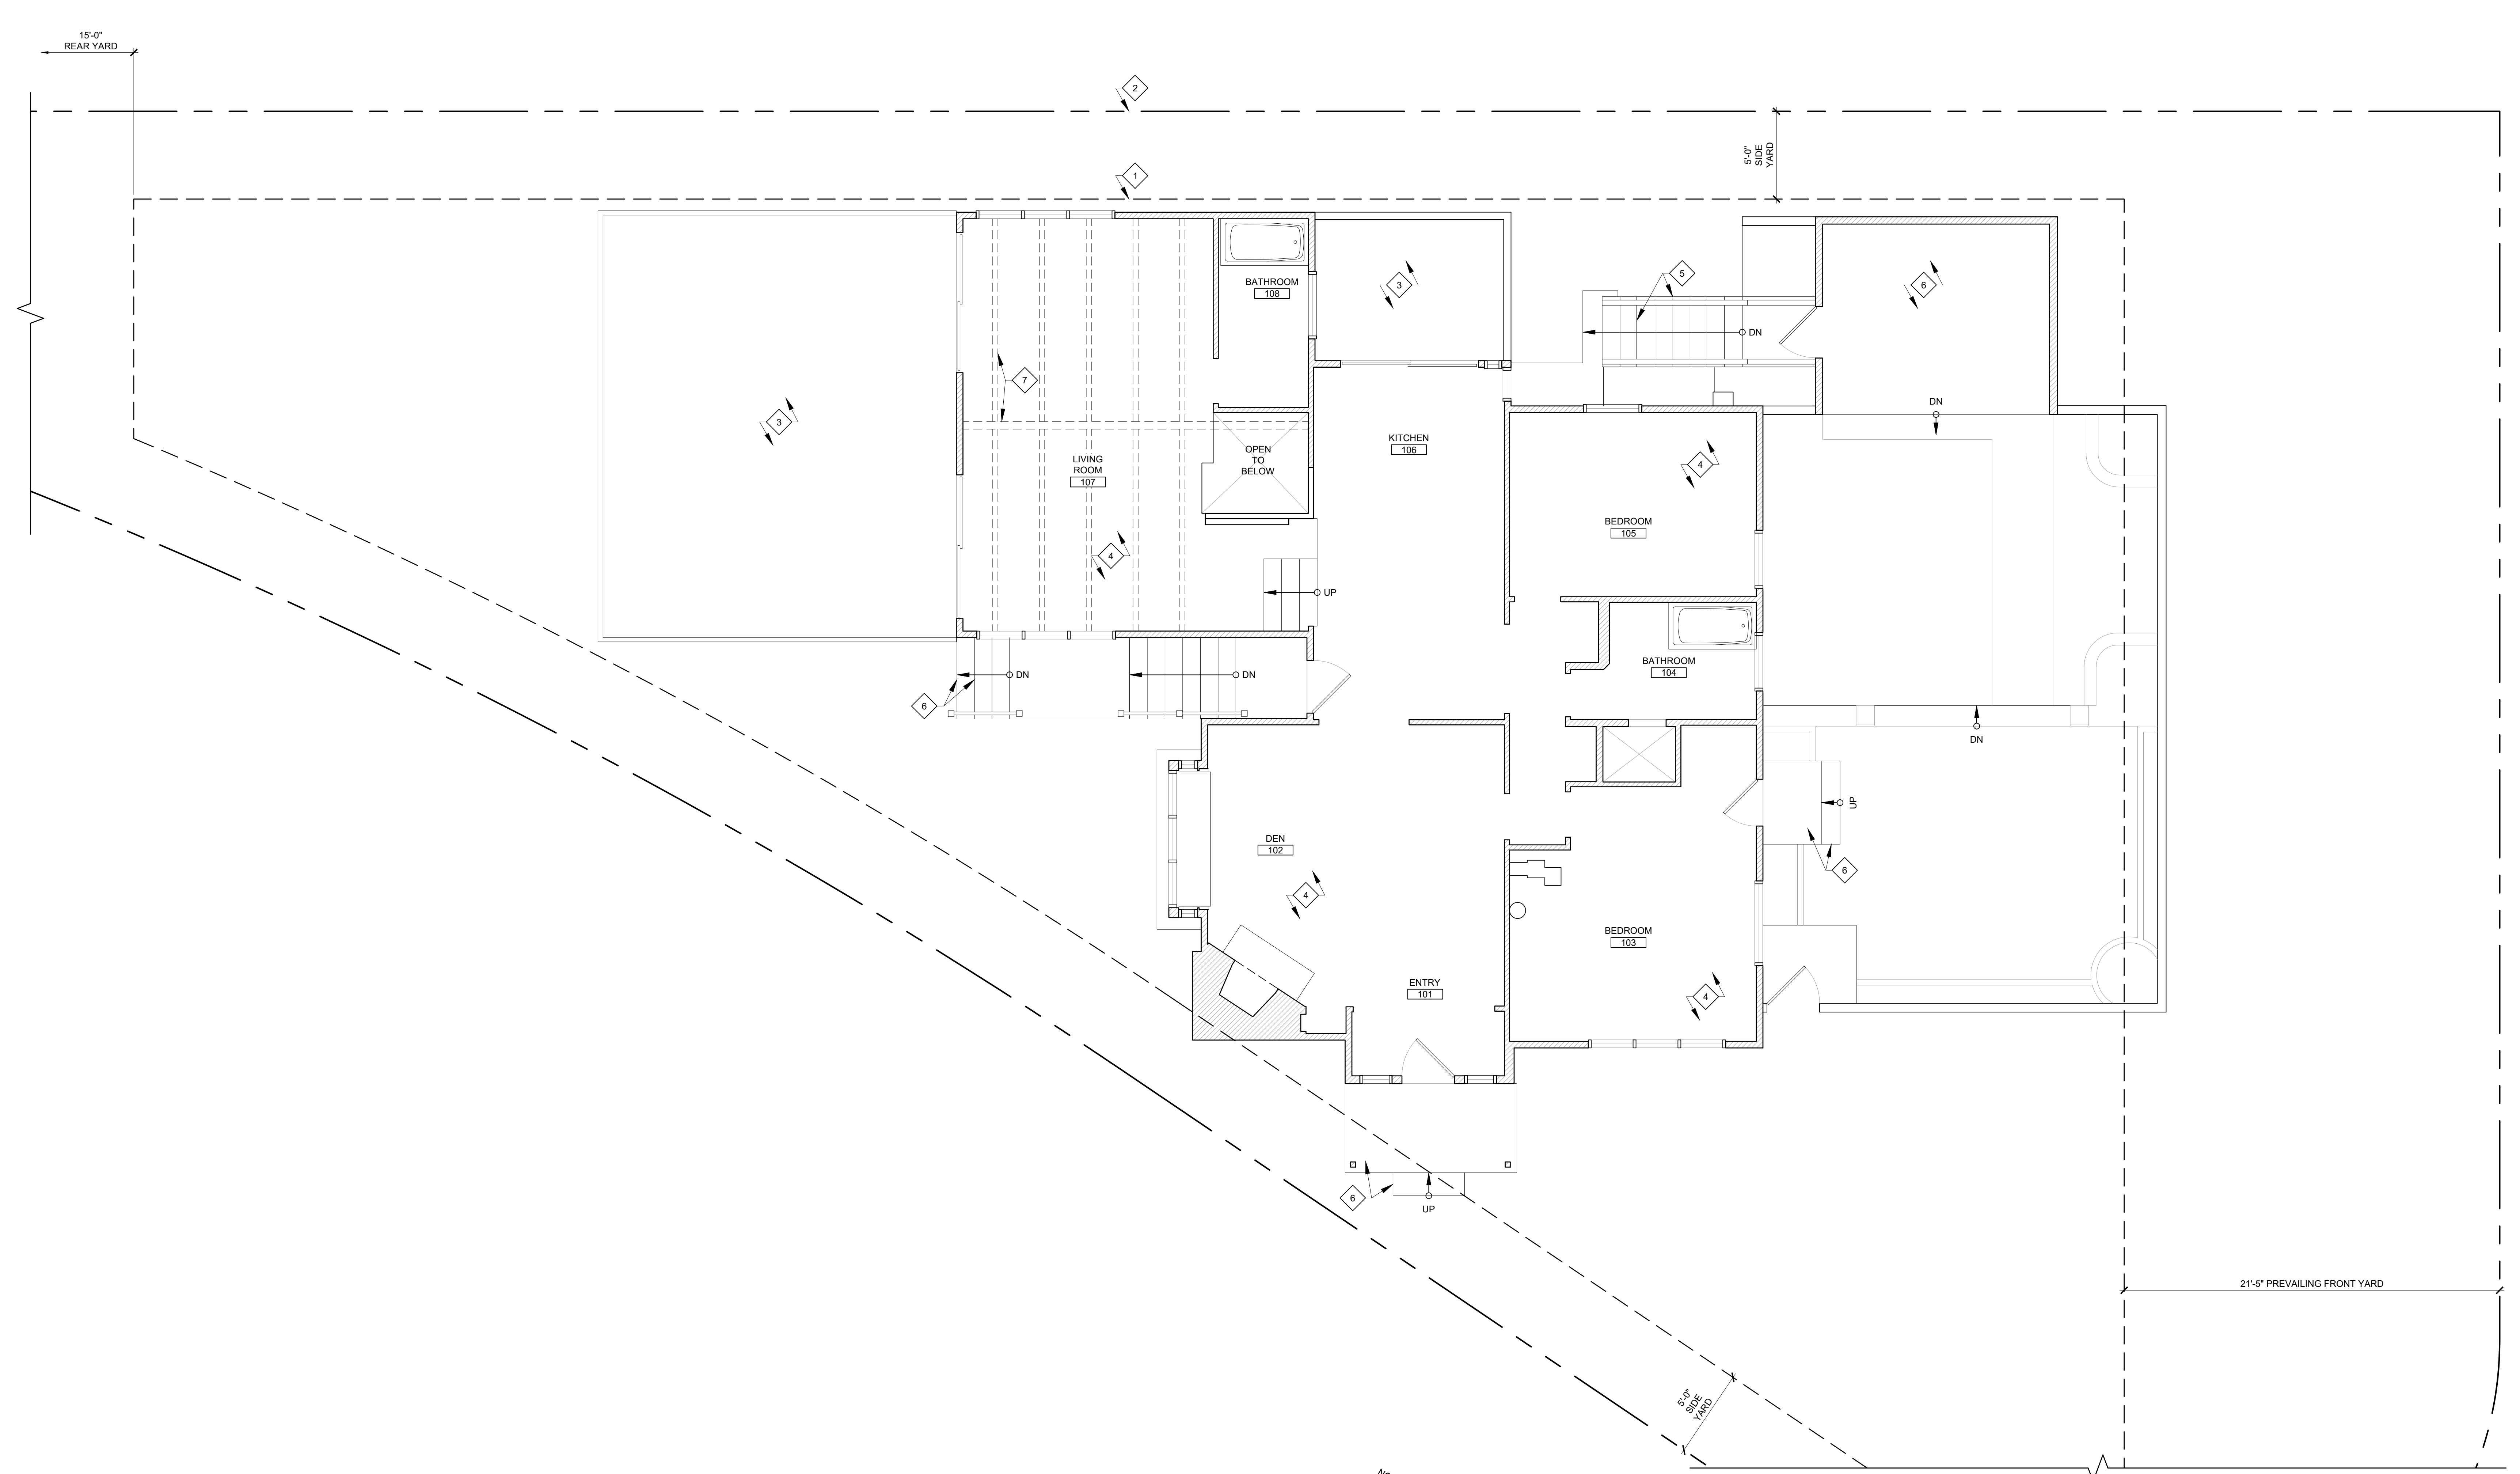 15'-0"
REAR YARD
2
1
5'-0"
SIDE
YARD
BATHROOM
108
3
5
6
DN
7
3
DN
LIVING
ROOM
107
OPEN
TO
BELOW
KITCHEN
106
4
4
BEDROOM
105
UP
DN
DN
6
BATHROOM
104
DN
UP
DEN
102
4
6
BEDROOM
103
ENTRY
101
4
6
UP
21'-5" PREVAILING FRONT YARD
5'-0"
SIDE
YARD